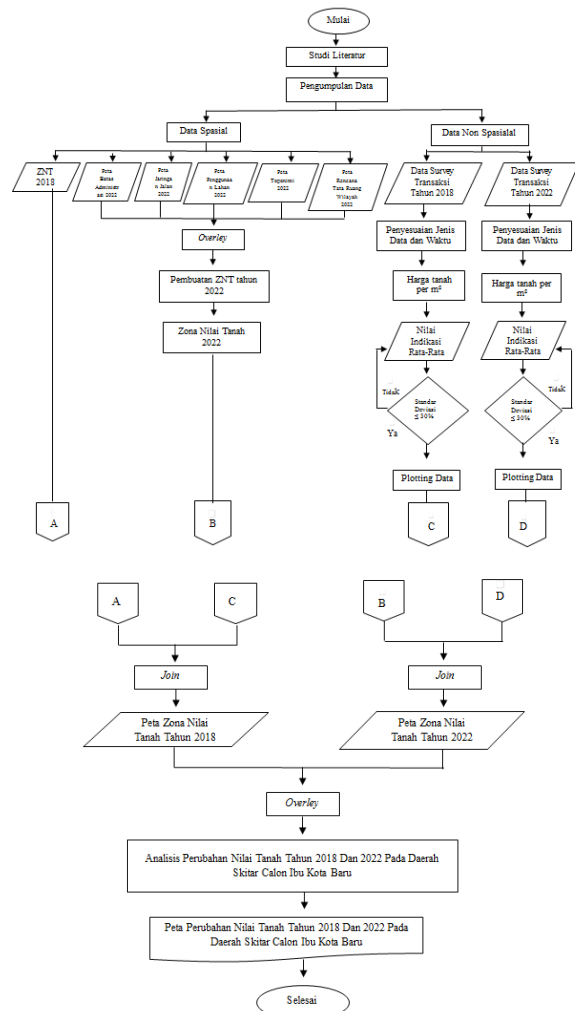 Mulai
Studi Literatur
Pengumpulan Data
Data Spasial
Data Non Spasialal
ZNT
2018
Peta
Batas
Administr
asi 2022
Peta
Jaringa
n Jalan
2022
Peta
Penggunaa
n Lahan
2022
Peta
Topografi
2022
Peta
Rencana
Tata Ruang
Wilayah
2022
Data Survey
Transaksi
Tahun 2018
Data Survey
Transaksi
Tahun 2022
Overley
Penyesuaian Jenis
Data dan Waktu
Penyesuaian Jenis
Data dan Waktu
Pembuatan ZNT tahun
2022
Harga tanah
per m²
Harga tanah per
m²
Zona Nilai Tanah
2022
Nilai
Indikasi
Rata-Rata
Nilai
Indikasi
Rata-Rata
Tidak
Standar
Deviasi
≤ 30%
Ya
Tidak
Standar
Deviasi
≤ 30%
Ya
Plotting Data
Plotting Data
A
B
C
D
A
C
B
D
Join
Join
Peta Zona Nilai
Tanah Tahun 2018
Peta Zona Nilai
Tanah Tahun 2022
Overley
Analisis Perubahan Nilai Tanah Tahun 2018 Dan 2022 Pada Daerah
Skitar Calon Ibu Kota Baru
Peta Perubahan Nilai Tanah Tahun 2018 Dan 2022 Pada
Daerah Skitar Calon Ibu Kota Baru
Selesai